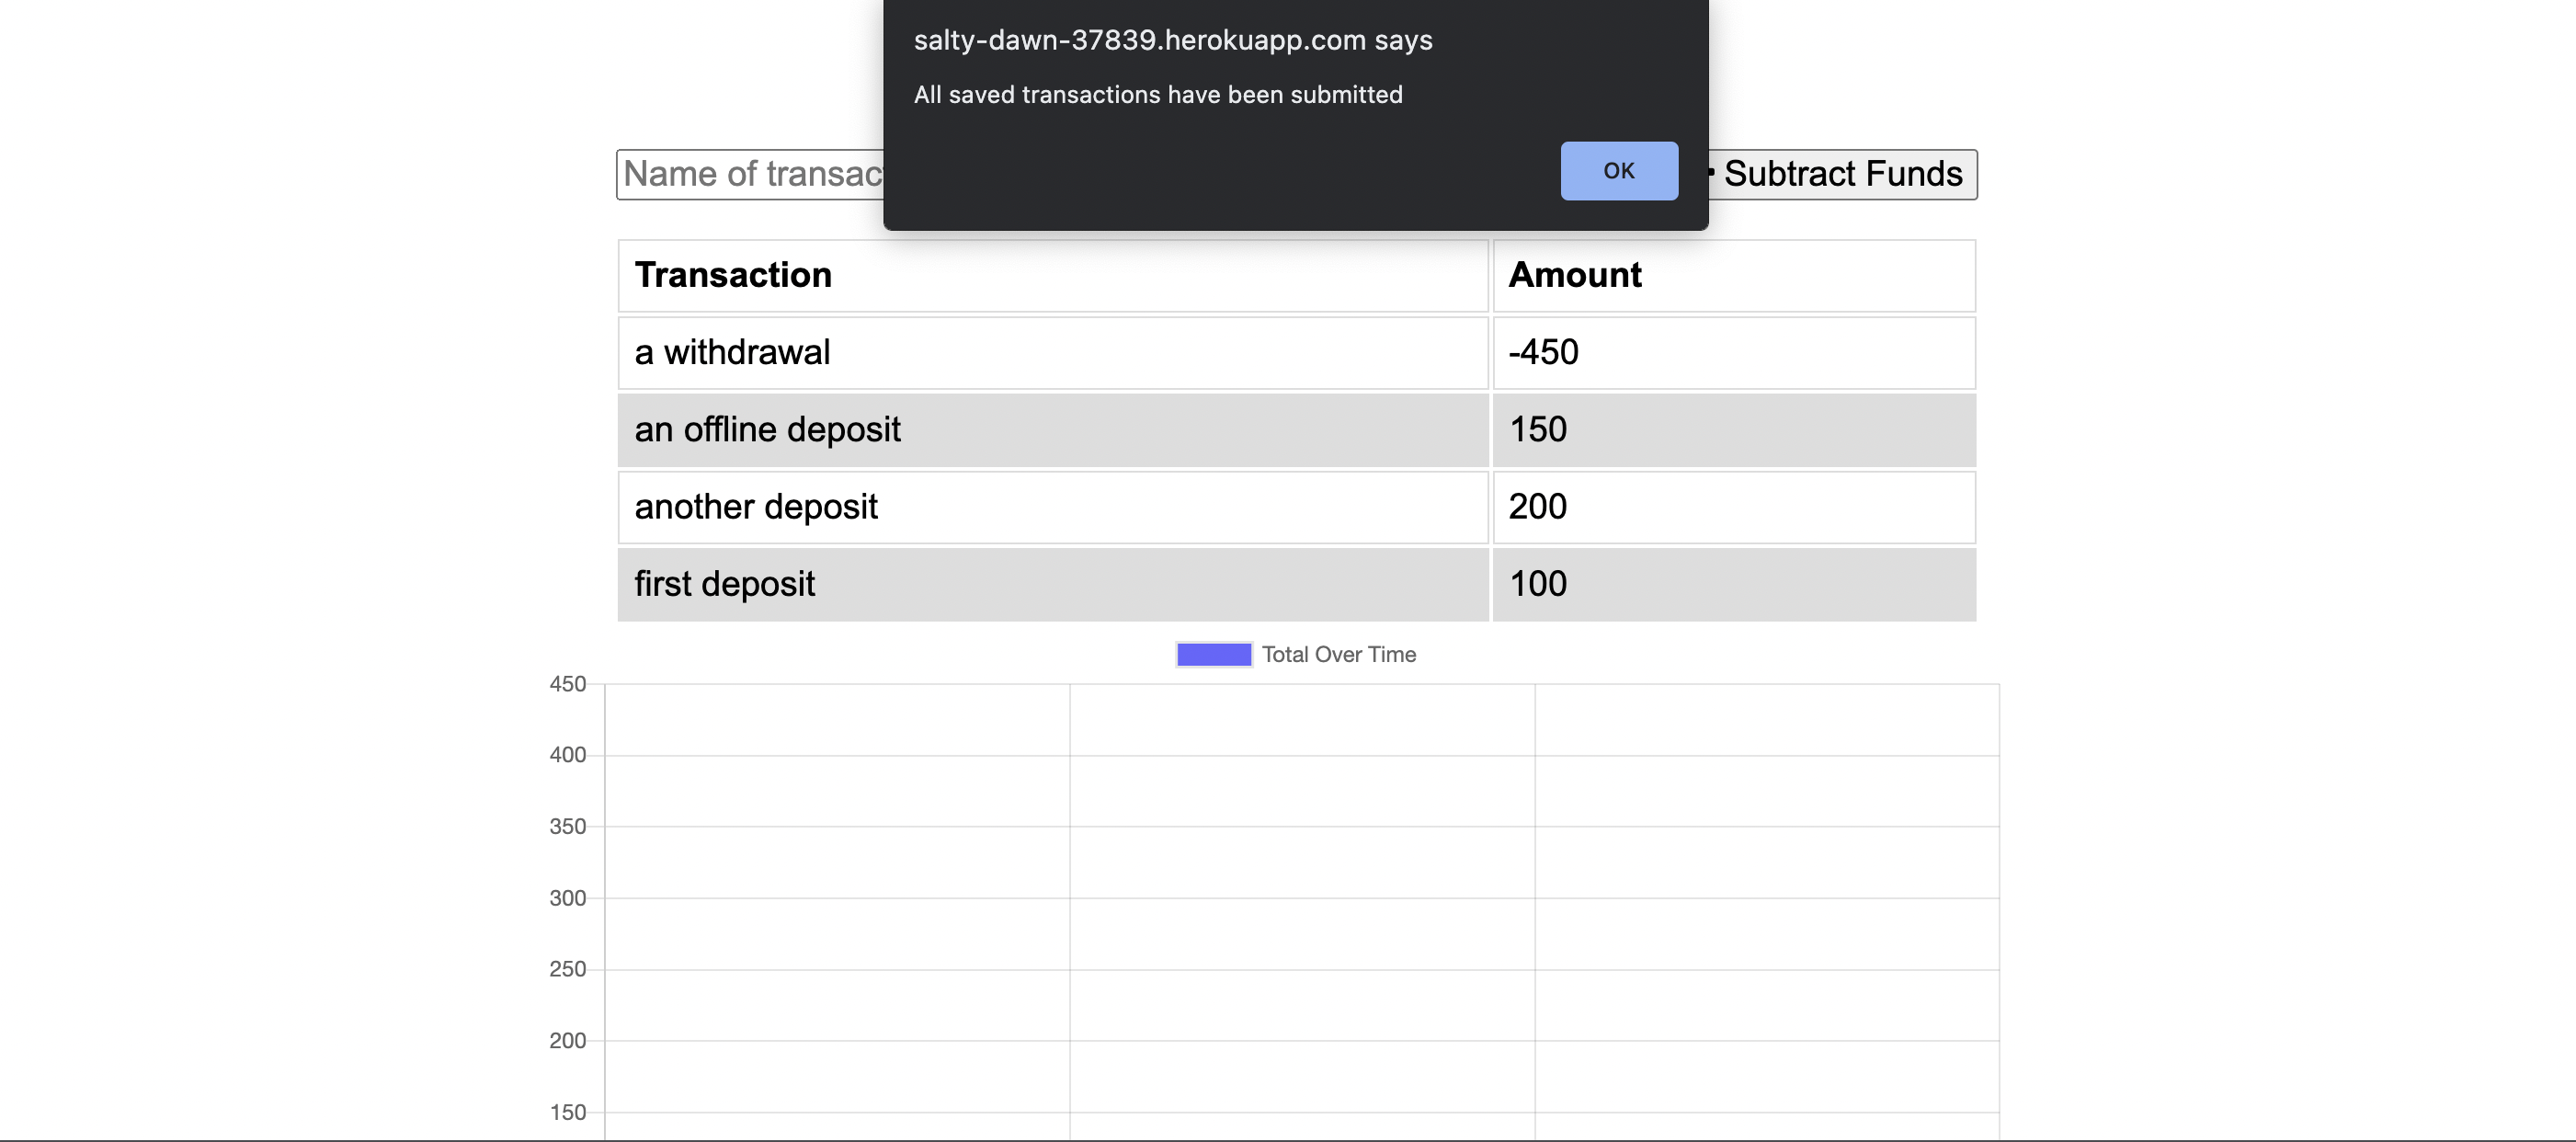 salty-dawn-37839.herokuapp.com says
All saved transactions have been submitted
OK
Name of transac
Subtract Funds
Transaction Amount
a withdrawal -450
an offline deposit 150
another deposit 200
first deposit 100
Total Over Time
450
400
350
300
250
200
150